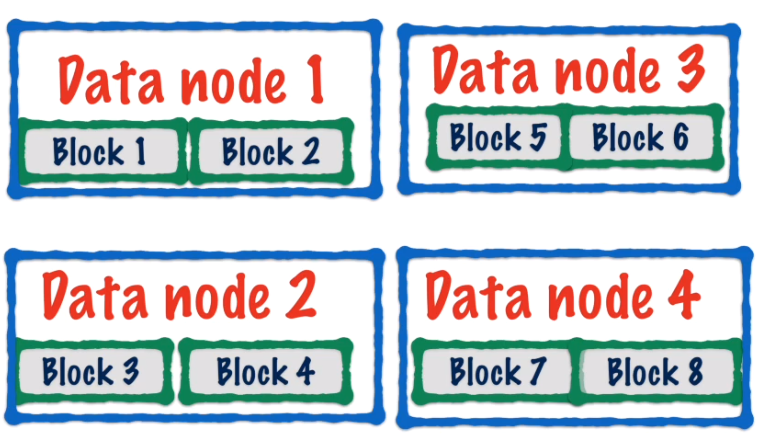 Data node 1
Block 1 Block 2
Data node 3
Block 5 Block 6
Data node 2
Block 3 Block 4
Data node 4
Block 7 Block 8